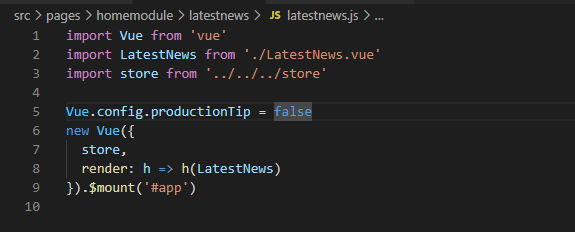 src > pages > homemodule > latestnews > JS latestnews.js > ...
1 import Vue from 'vue'
2 import LatestNews from './LatestNews.vue'
3 import store from '../../../store'
4
5 Vue.config.productionTip = false
6 new Vue({
7   store,
8   render: h => h(LatestNews)
9 }).$mount('#app')
10